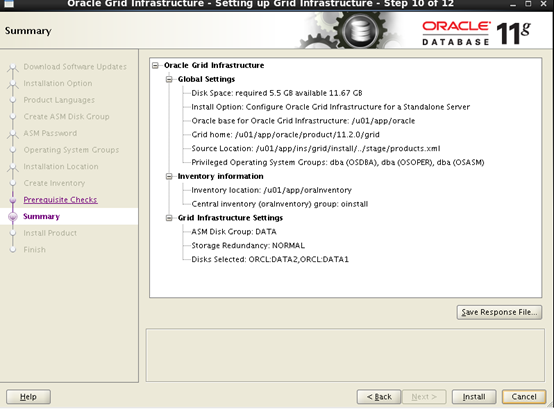 Oracle Grid Infrastructure - Setting up Grid Infrastructure - Step 10 of 12
Summary
ORACLE
DATABASE 11g
Download Software Updates
Installation Option
Product Languages
Create ASM Disk Group
ASM Password
Operating System Groups
Installation Location
Create Inventory
Prerequisite Checks
Summary
Install Product
Finish
Oracle Grid Infrastructure
Global Settings
Disk Space: required 5.5 GB available 11.67 GB
Install Option: Configure Oracle Grid Infrastructure for a Standalone Server
Oracle base for Oracle Grid Infrastructure: /u01/app/oracle
Grid home: /u01/app/oracle/product/11.2.0/grid
Source Location: /u01/app/ins/grid/install/../stage/products.xml
Privileged Operating System Groups: dba (OSDBA), dba (OSOPER), dba (OSASM)
Inventory information
Inventory location: /u01/app/oraInventory
Central inventory (oraInventory) group: oinstall
Grid Infrastructure Settings
ASM Disk Group: DATA
Storage Redundancy: NORMAL
Disks Selected: ORCL:DATA2,ORCL:DATA1
Save Response File...
Help
< Back
Next >
Install
Cancel